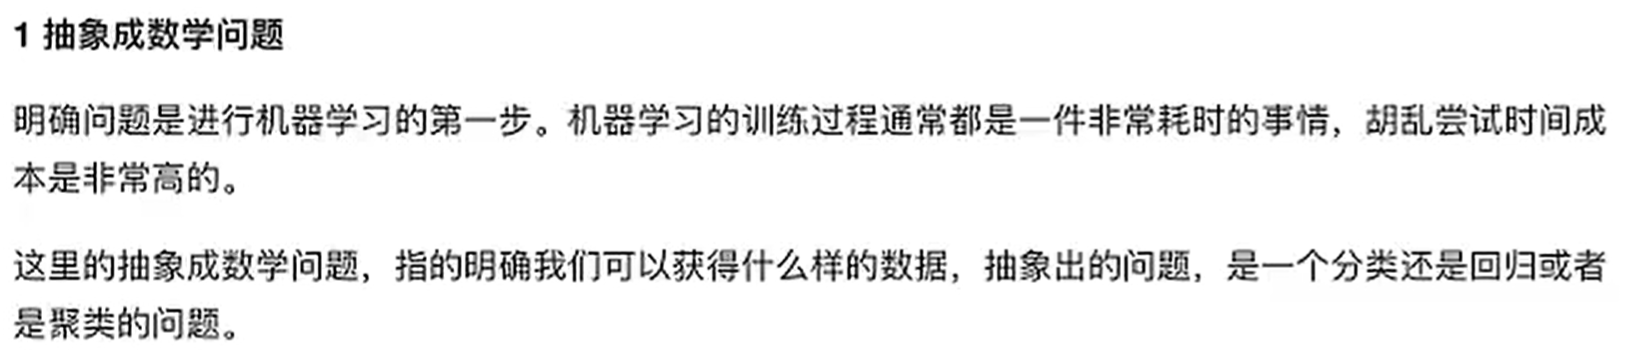 1 抽象成数学问题
明确问题是进行机器学习的第一步。机器学习的训练过程通常都是一件非常耗时的事情，胡乱尝试时间成
本是非常高的。
这里的抽象成数学问题，指的明确我们可以获得什么样的数据，抽象出的问题，是一个分类还是回归或者
是聚类的问题。